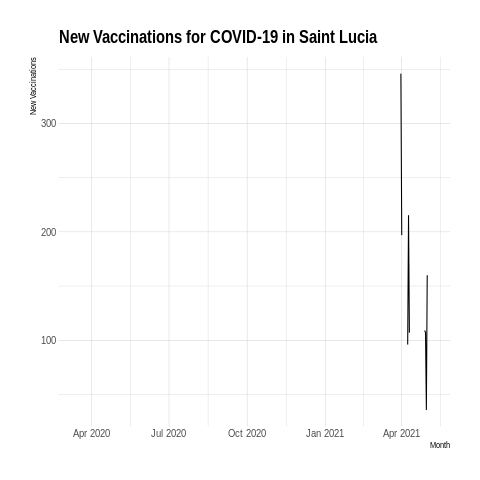 New Vaccinations for COVID-19 in Saint Lucia
New Vaccinations
300
200
100
Apr 2020 Jul 2020 Oct 2020 Jan 2021 Apr 2021
Month